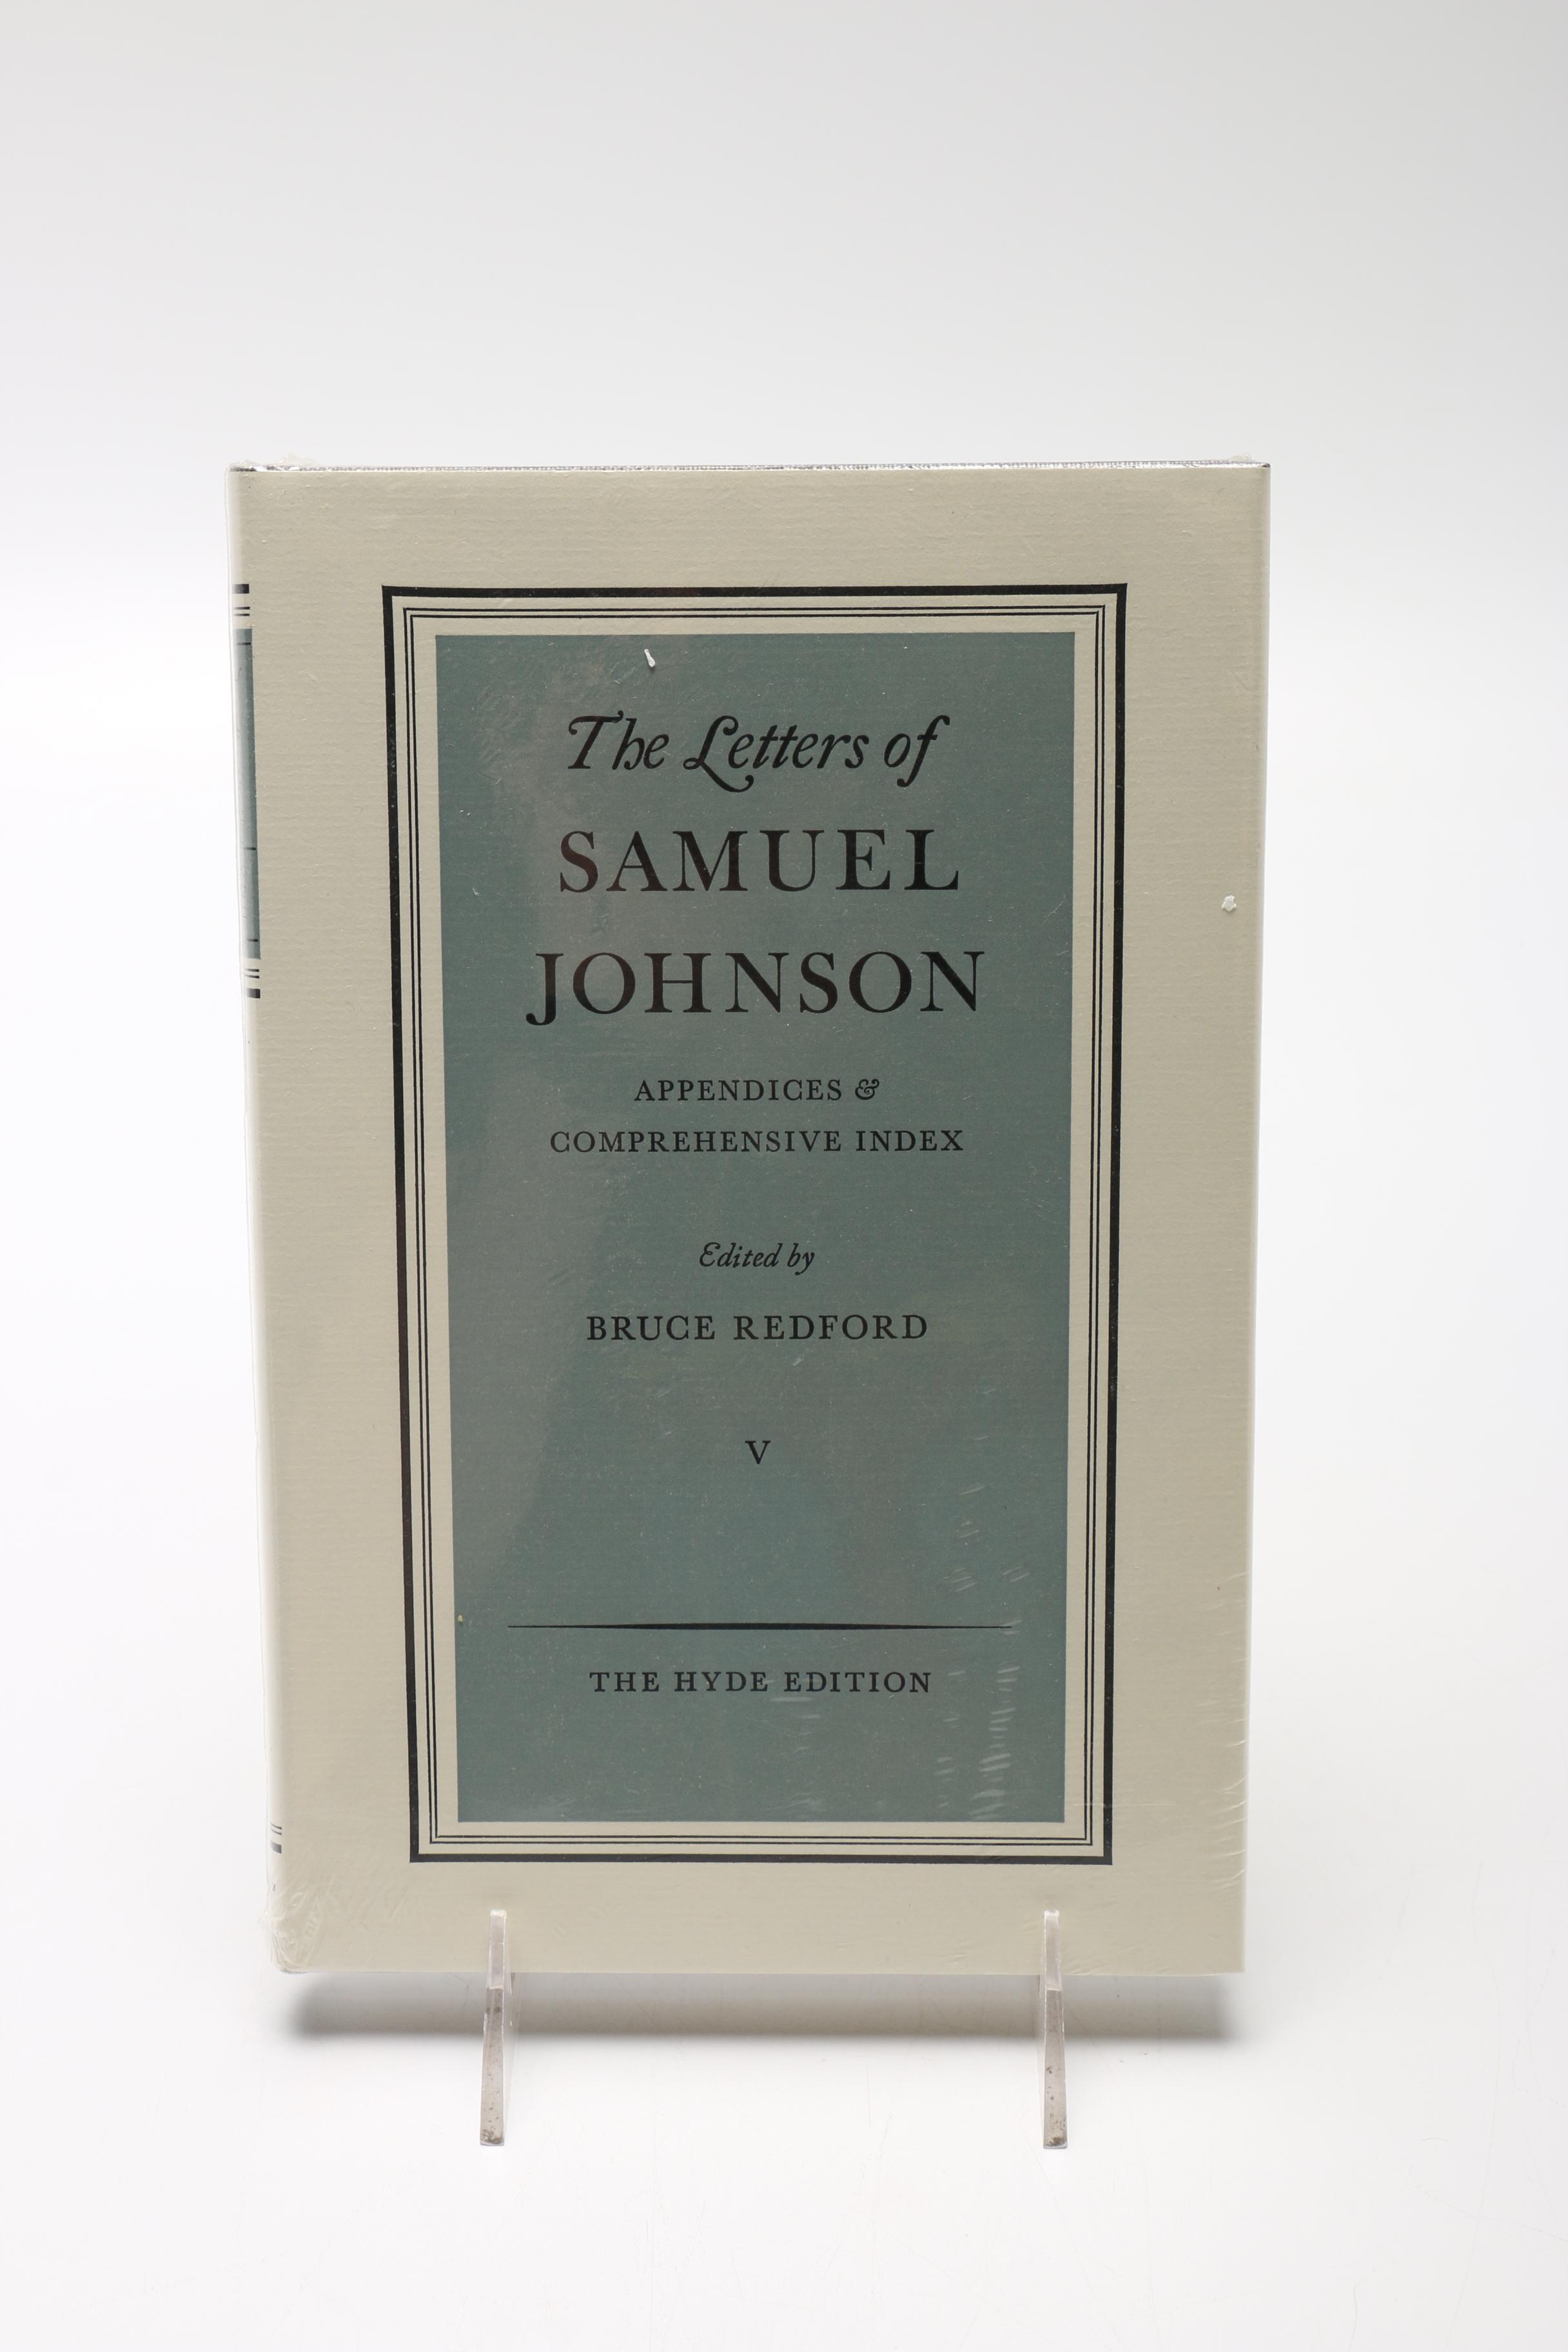 The Letters of
SAMUEL
JOHNSON
APPENDICES &
COMPREHENSIVE INDEX
Edited by
BRUCE REDFORD
V
THE HYDE EDITION